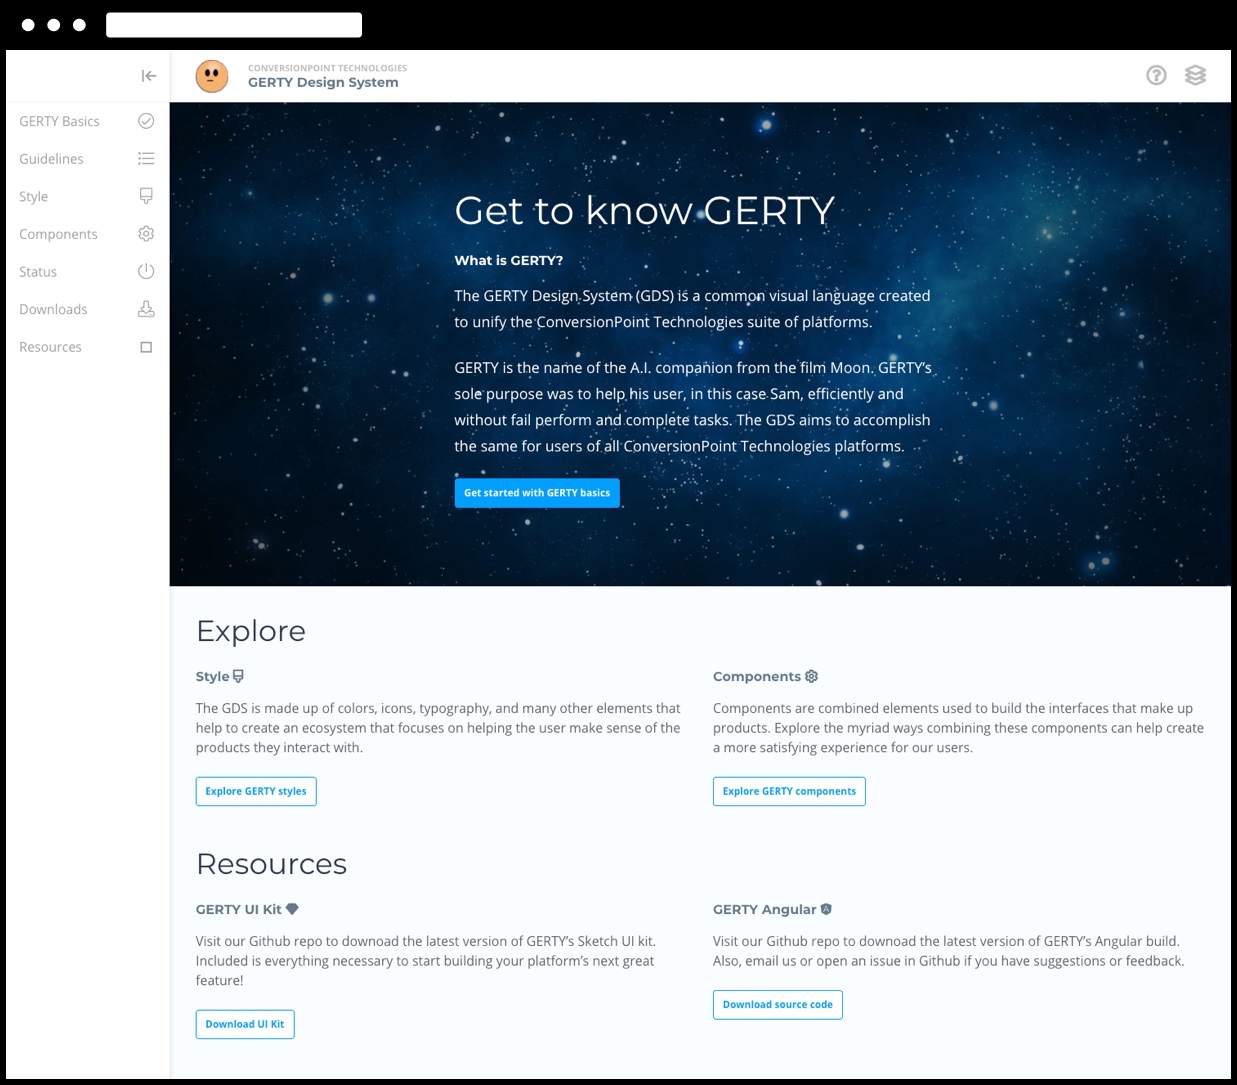 CONVERSIONPOINT TECHNOLOGIES
GERTY Design System
GERTY Basics
Guidelines
Style
Components
Status
Downloads
Resources
Get to know GERTY
What is GERTY?
The GERTY Design System (GDS) is a common visual language created
to unify the ConversionPoint Technologies suite of platforms.
GERTY is the name of the A.I. companion from the film Moon. GERTY’s
sole purpose was to help his user, in this case Sam, efficiently and
without fail perform and complete tasks. The GDS aims to accomplish
the same for users of all ConversionPoint Technologies platforms.
Get started with GERTY basics
Explore
Style
The GDS is made up of colors, icons, typography, and many other elements that
help to create an ecosystem that focuses on helping the user make sense of the
products they interact with.
Explore GERTY styles
Components
Components are combined elements used to build the interfaces that make up
products. Explore the myriad ways combining these components can help create
a more satisfying experience for our users.
Explore GERTY components
Resources
GERTY UI Kit
Visit our Github repo to downoad the latest version of GERTY’s Sketch UI kit.
Included is everything necessary to start building your platform’s next great
feature!
Download UI Kit
GERTY Angular
Visit our Github repo to downoad the latest version of GERTY’s Angular build.
Also, email us or open an issue in Github if you have suggestions or feedback.
Download source code